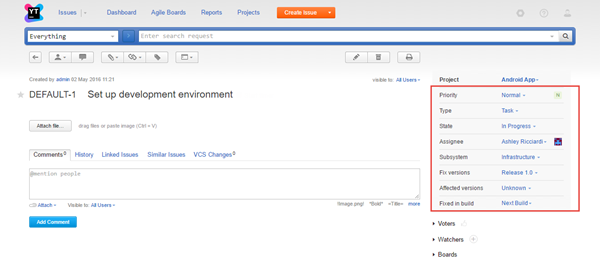 YT
Issues
Dashboard
Agile Boards
Reports
Projects
Create Issue
Everything
Enter search request
Created by admin 02 May 2016 11:21
visible to: All Users
DEFAULT-1 Set up development environment
Attach file...
drag files or paste image (Ctrl + V)
Comments 0
History
Linked Issues
Similar Issues
VCS Changes 0
@mention people
Attach
Visible to: All Users
!image.png!
*Bold*
=Title=
more
Add Comment
Project Android App
Priority Normal N
Type Task
State In Progress
Assignee Ashley Ricciardi
Subsystem Infrastructure
Fix versions Release 1.0
Affected versions Unknown
Fixed in build Next Build
Voters
Watchers
Boards